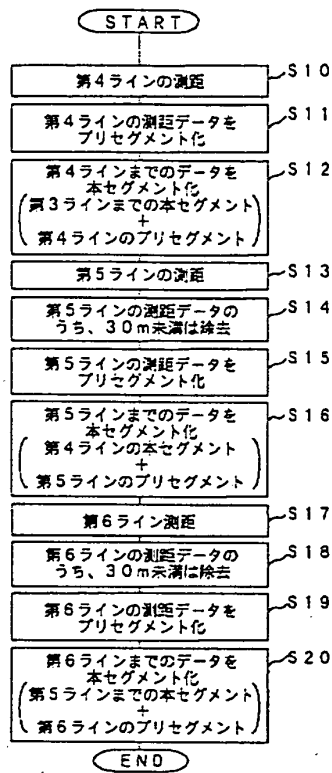 START
第4ラインの測距
S10
第4ラインの測距データを
プリセグメント化
S11
第4ラインまでのデータを
本セグメント化
(第3ラインまでの本セグメント
+
第4ラインのプリセグメント)
S12
第5ラインの測距
S13
第5ラインの測距データの
うち、30m未満は除去
S14
第5ラインの測距データを
プリセグメント化
S15
第5ラインまでのデータを
本セグメント化
(第4ラインの本セグメント
+
第5ラインのプリセグメント)
S16
第6ライン測距
S17
第6ラインの測距データの
うち、30m未満は除去
S18
第6ラインの測距データを
プリセグメント化
S19
第6ラインまでのデータを
本セグメント化
(第5ラインまでの本セグメント
+
第6ラインのプリセグメント)
S20
END